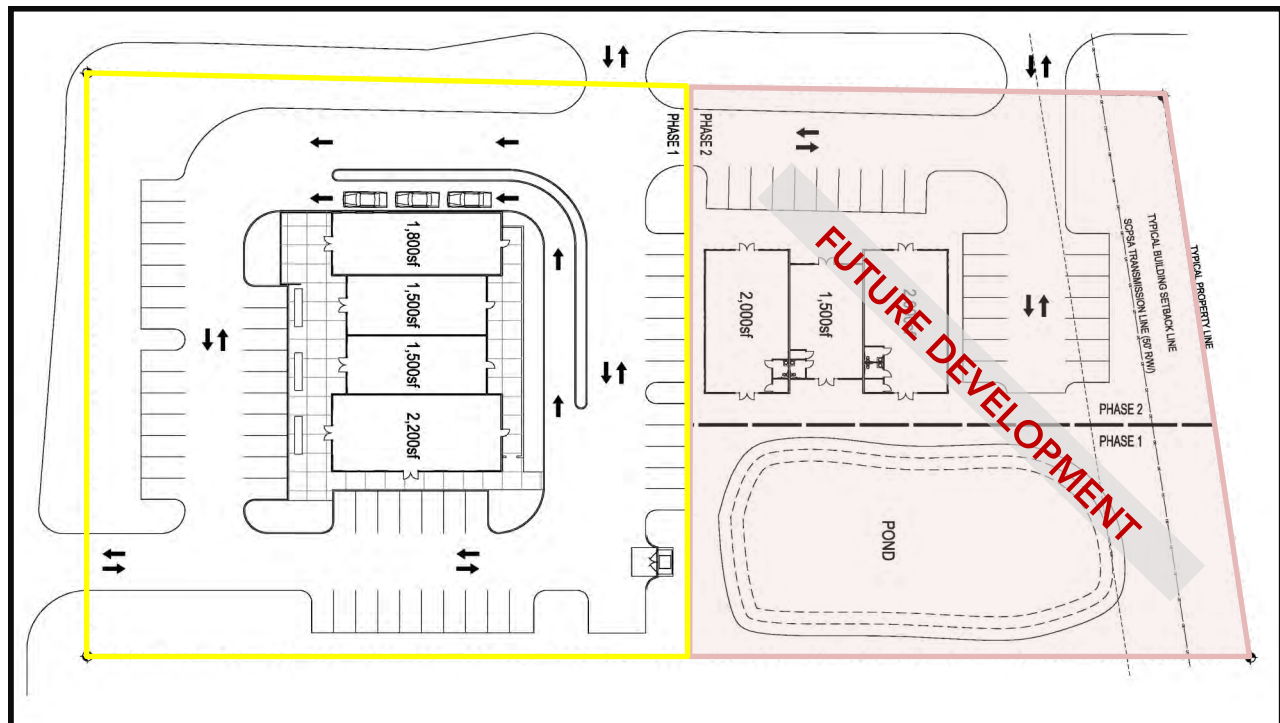 PHASE 1
PHASE 2
1,800sf
1,500sf
1,500sf
2,200sf
2,000sf
1,500sf
FUTURE DEVELOPMENT
TYPICAL PROPERTY LINE
TYPICAL BUILDING SETBACK LINE
SCPSA TRANSMISSION LINE (50' R/W)
PHASE 2
PHASE 1
POND